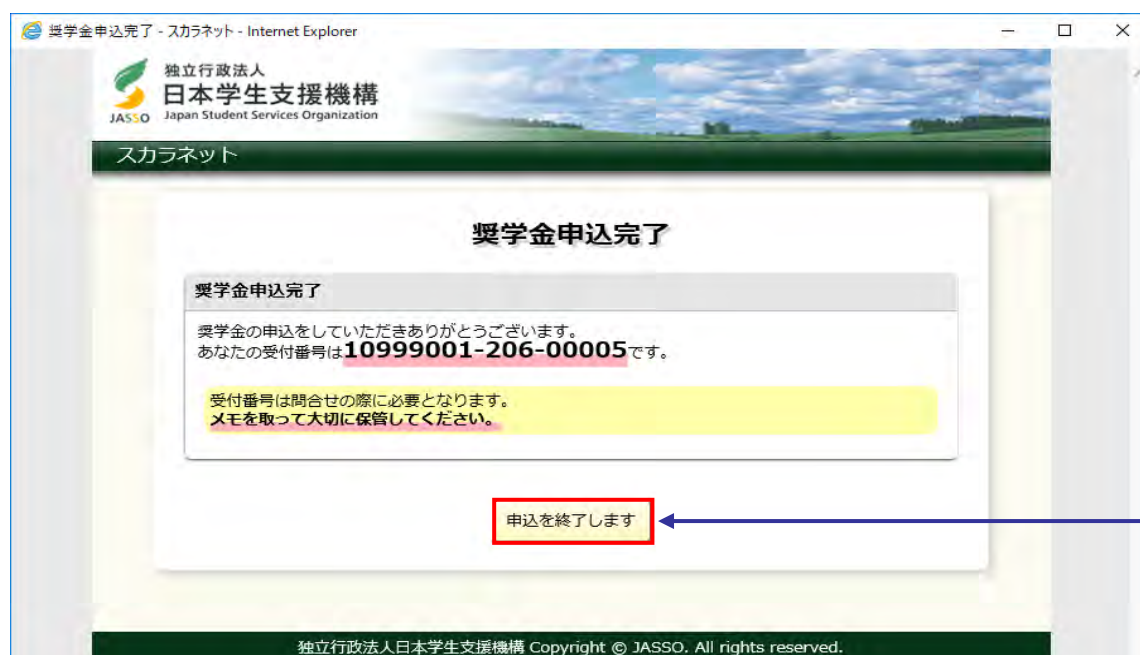 奨学金申込完了 - スカラネット - Internet Explorer
独立行政法人
日本学生支援機構
JASSO Japan Student Services Organization
スカラネット
奨学金申込完了
奨学金申込完了
奨学金の申込をしていただきありがとうございます。
あなたの受付番号は10999001-206-00005です。
受付番号は問合せの際に必要となります。
メモを取って大切に保管してください。
申込を終了します
独立行政法人日本学生支援機構 Copyright © JASSO. All rights reserved.